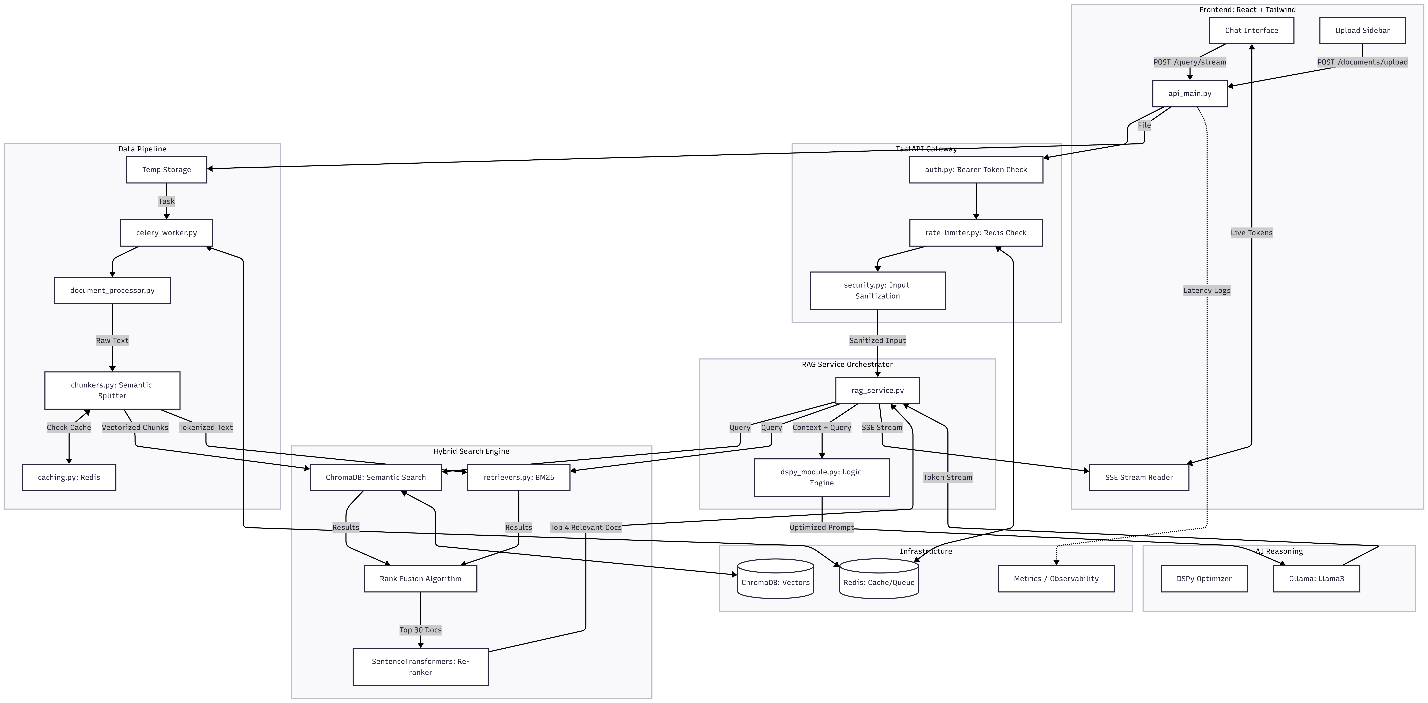 Frontend: React + Tailwind
Chat Interface
Upload Sidebar
POST /query/stream
POST /documents/upload
api_main.py
File
Data Pipeline
FastAPI Gateway
Temp Storage
auth.py: Bearer Token Check
Task
celery_worker.py
rate_limiter.py: Redis Check
Live Tokens
document_processor.py
security.py: Input
Sanitization
Latency Logs
Raw Text
Sanitized Input
RAG Service Orchestrator
chunkers.py: Semantic
Splitter
rag_service.py
Check Cache
Vectorized Chunks
Tokenized Text
Query
Query
Context + Query
SSE Stream
Hybrid Search Engine
caching.py: Redis
ChromaDB: Semantic Search
retrievers.py: BM25
dspy_module.py: Logic
Engine
Token Stream
SSE Stream Reader
Results
Results
Top 4 Relevant Docs
Optimized Prompt
Infrastructure
AI Reasoning
Rank Fusion Algorithm
ChromaDB: Vectors
Redis: Cache/Queue
Metrics / Observability
DSPy Optimizer
Ollama: Llama3
Top 30 Docs
SentenceTransformers: Re-
ranker